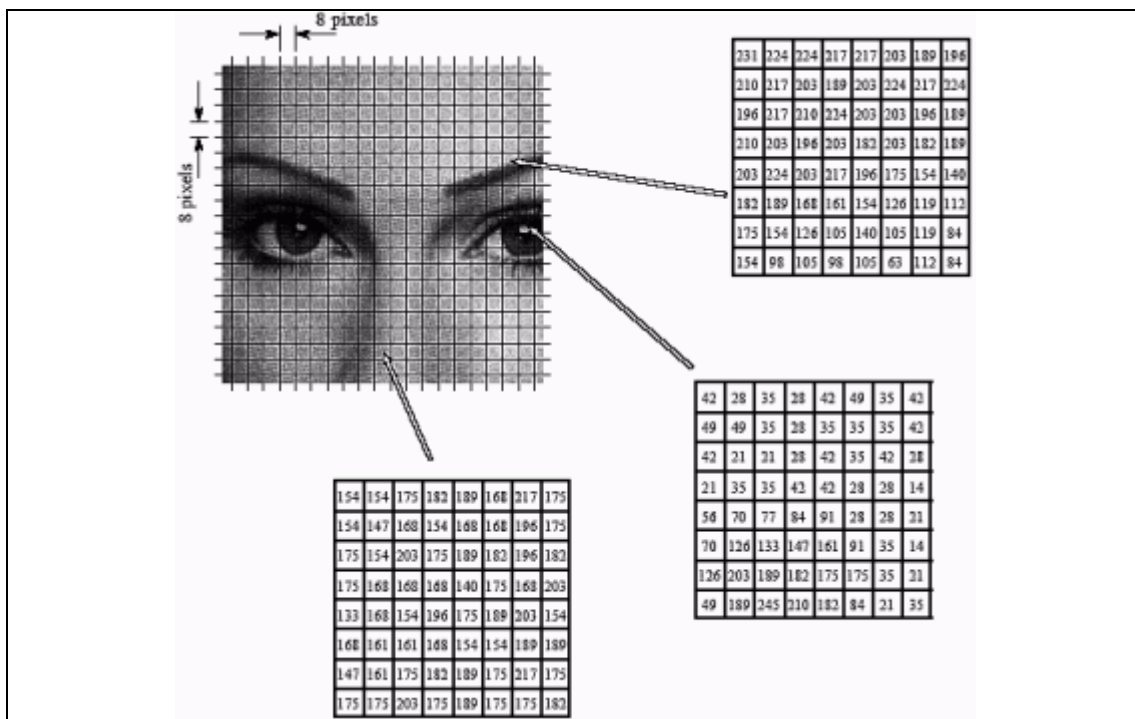 8 pixels
8 pixels
231 224 224 217 217 203 189 196
210 217 203 189 203 224 217 224
196 217 210 224 203 203 196 189
210 203 196 203 182 203 182 189
203 224 203 217 196 175 154 140
182 189 168 161 154 126 119 112
175 154 126 105 140 105 119 84
154 98 105 98 105 63 112 84
42 28 35 28 42 49 35 42
49 49 35 28 35 35 35 42
42 21 21 28 42 35 42 28
21 35 35 42 42 28 28 14
56 70 77 84 91 28 28 21
70 126 133 147 161 91 35 14
126 203 189 182 175 175 35 21
49 189 245 210 182 84 21 35
154 154 175 182 189 168 217 175
154 147 168 154 168 168 196 175
175 154 203 175 189 182 196 182
175 168 168 168 140 175 168 203
133 168 154 196 175 189 203 154
168 161 161 168 154 154 189 189
147 161 175 182 189 175 217 175
175 175 203 175 189 175 175 182